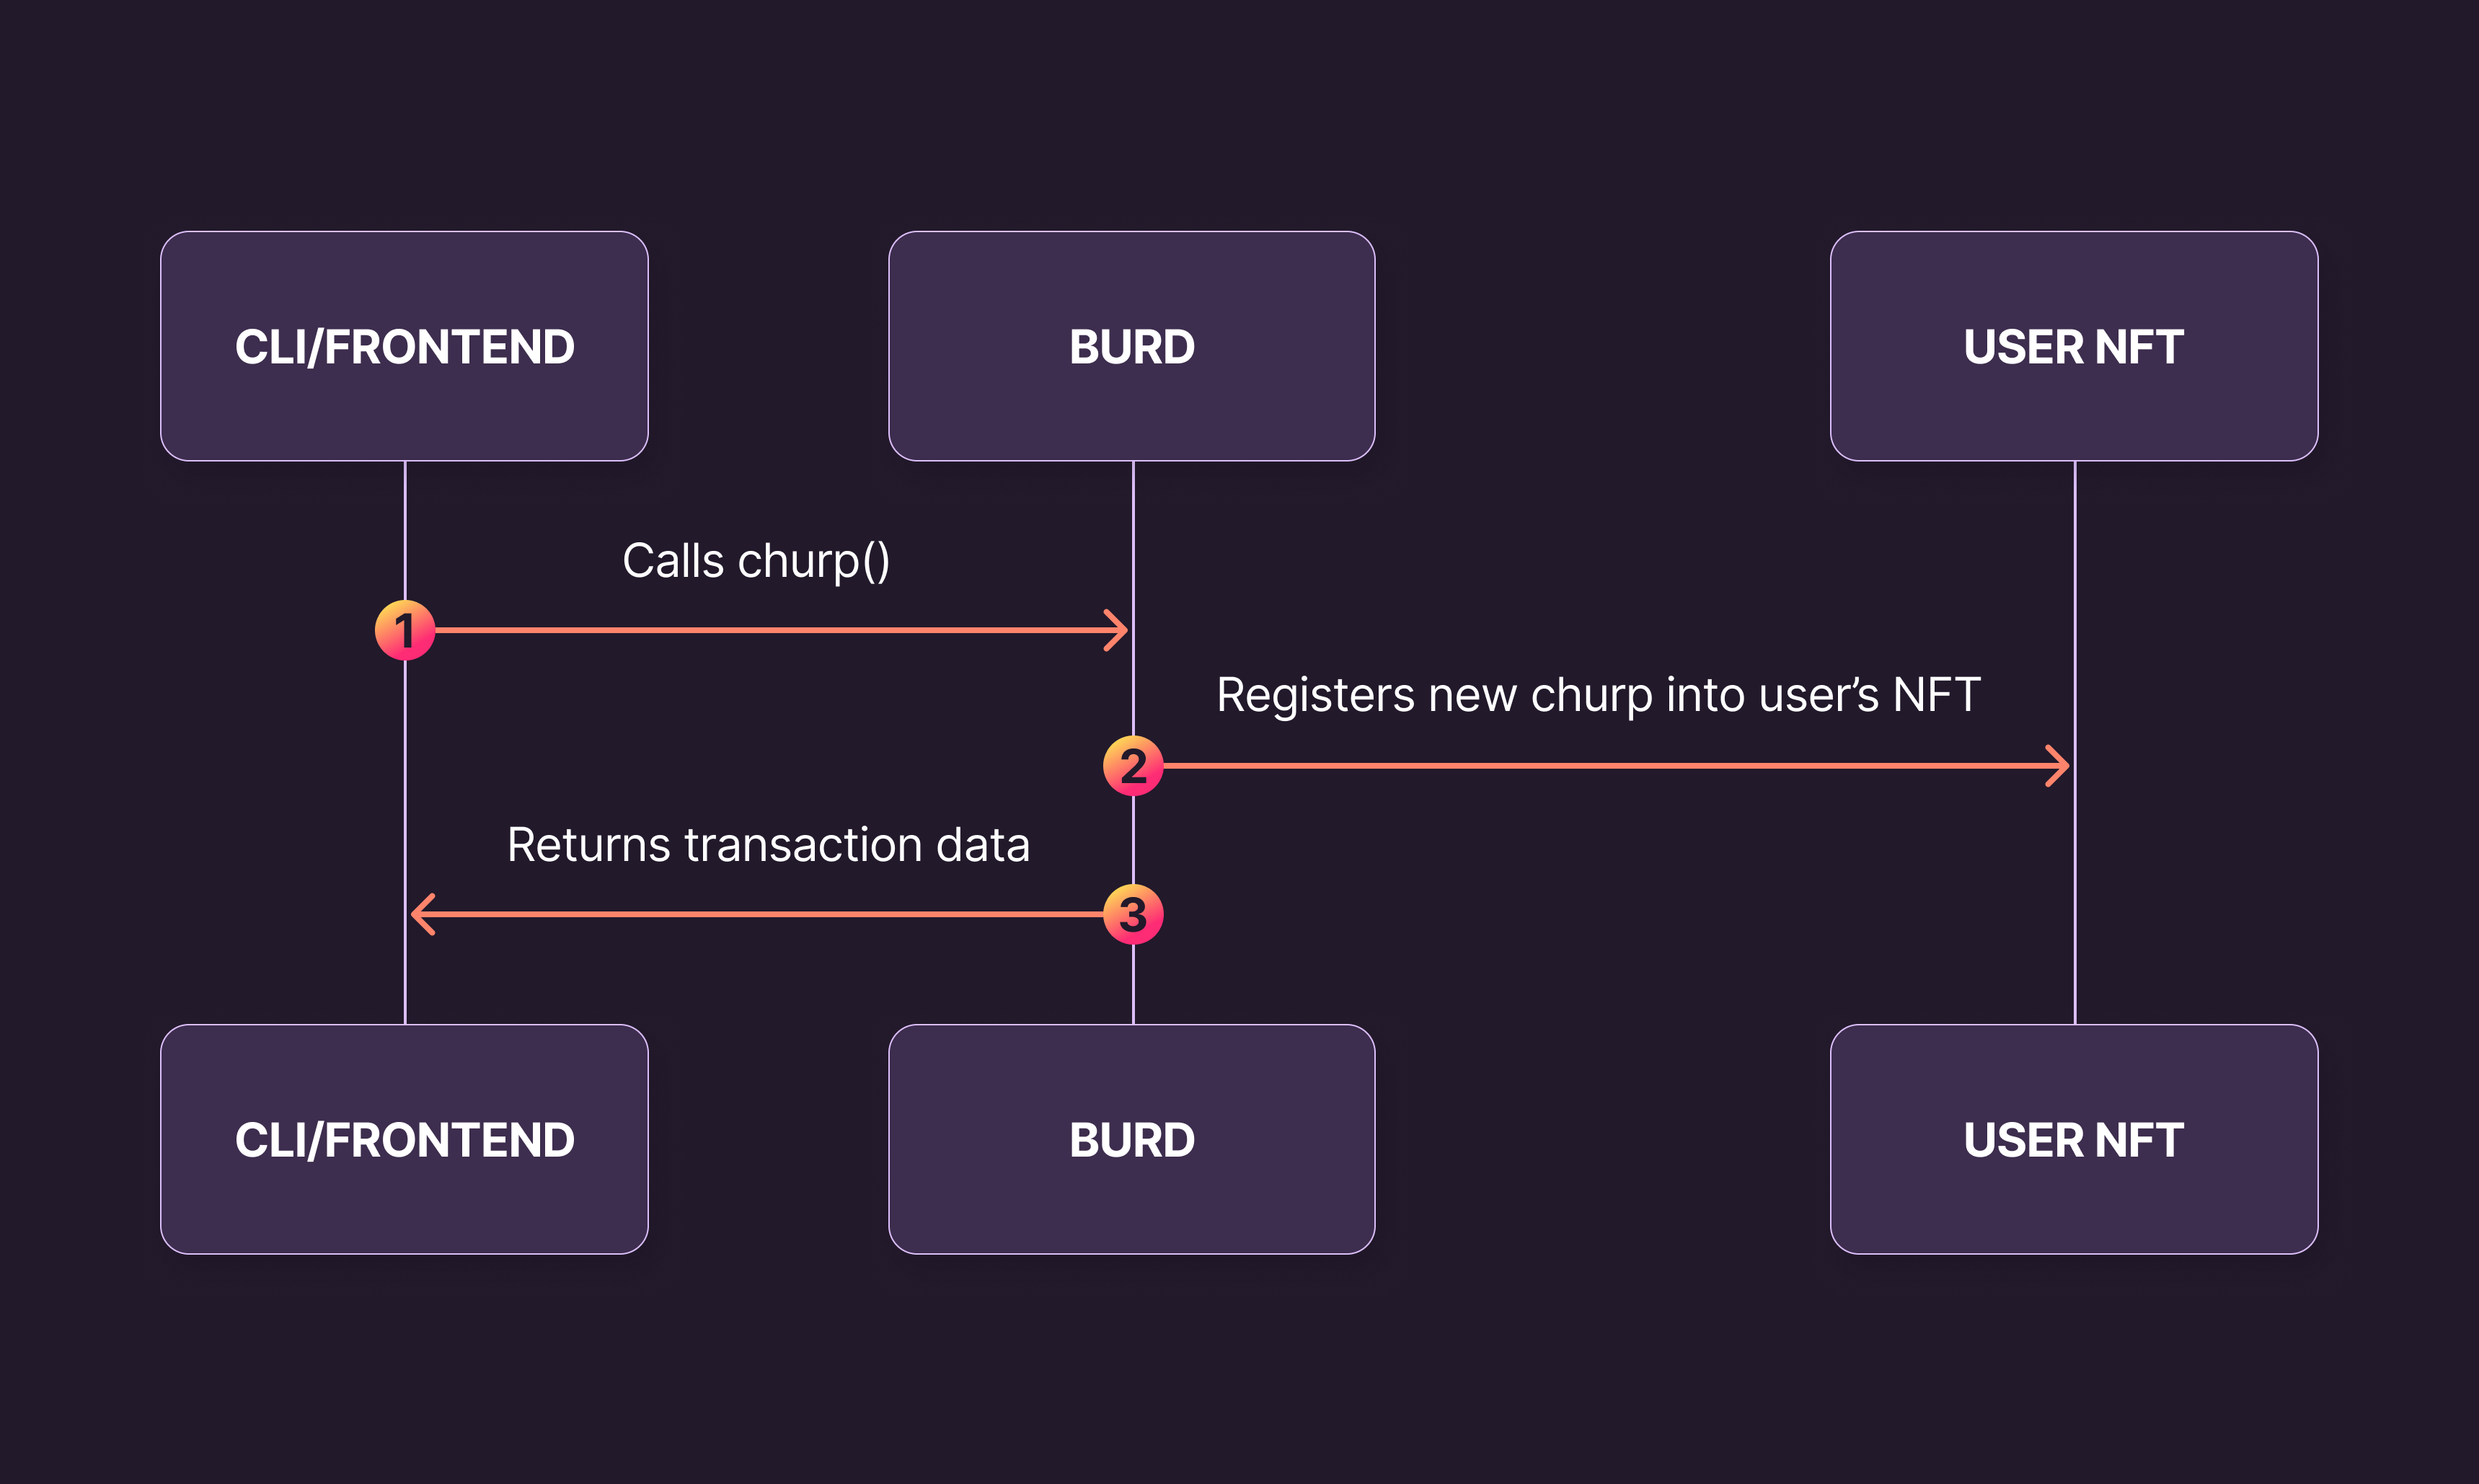 CLI/FRONTEND
BURD
USER NFT
Calls churp()
1
Registers new churp into user’s NFT
2
Returns transaction data
3
CLI/FRONTEND
BURD
USER NFT